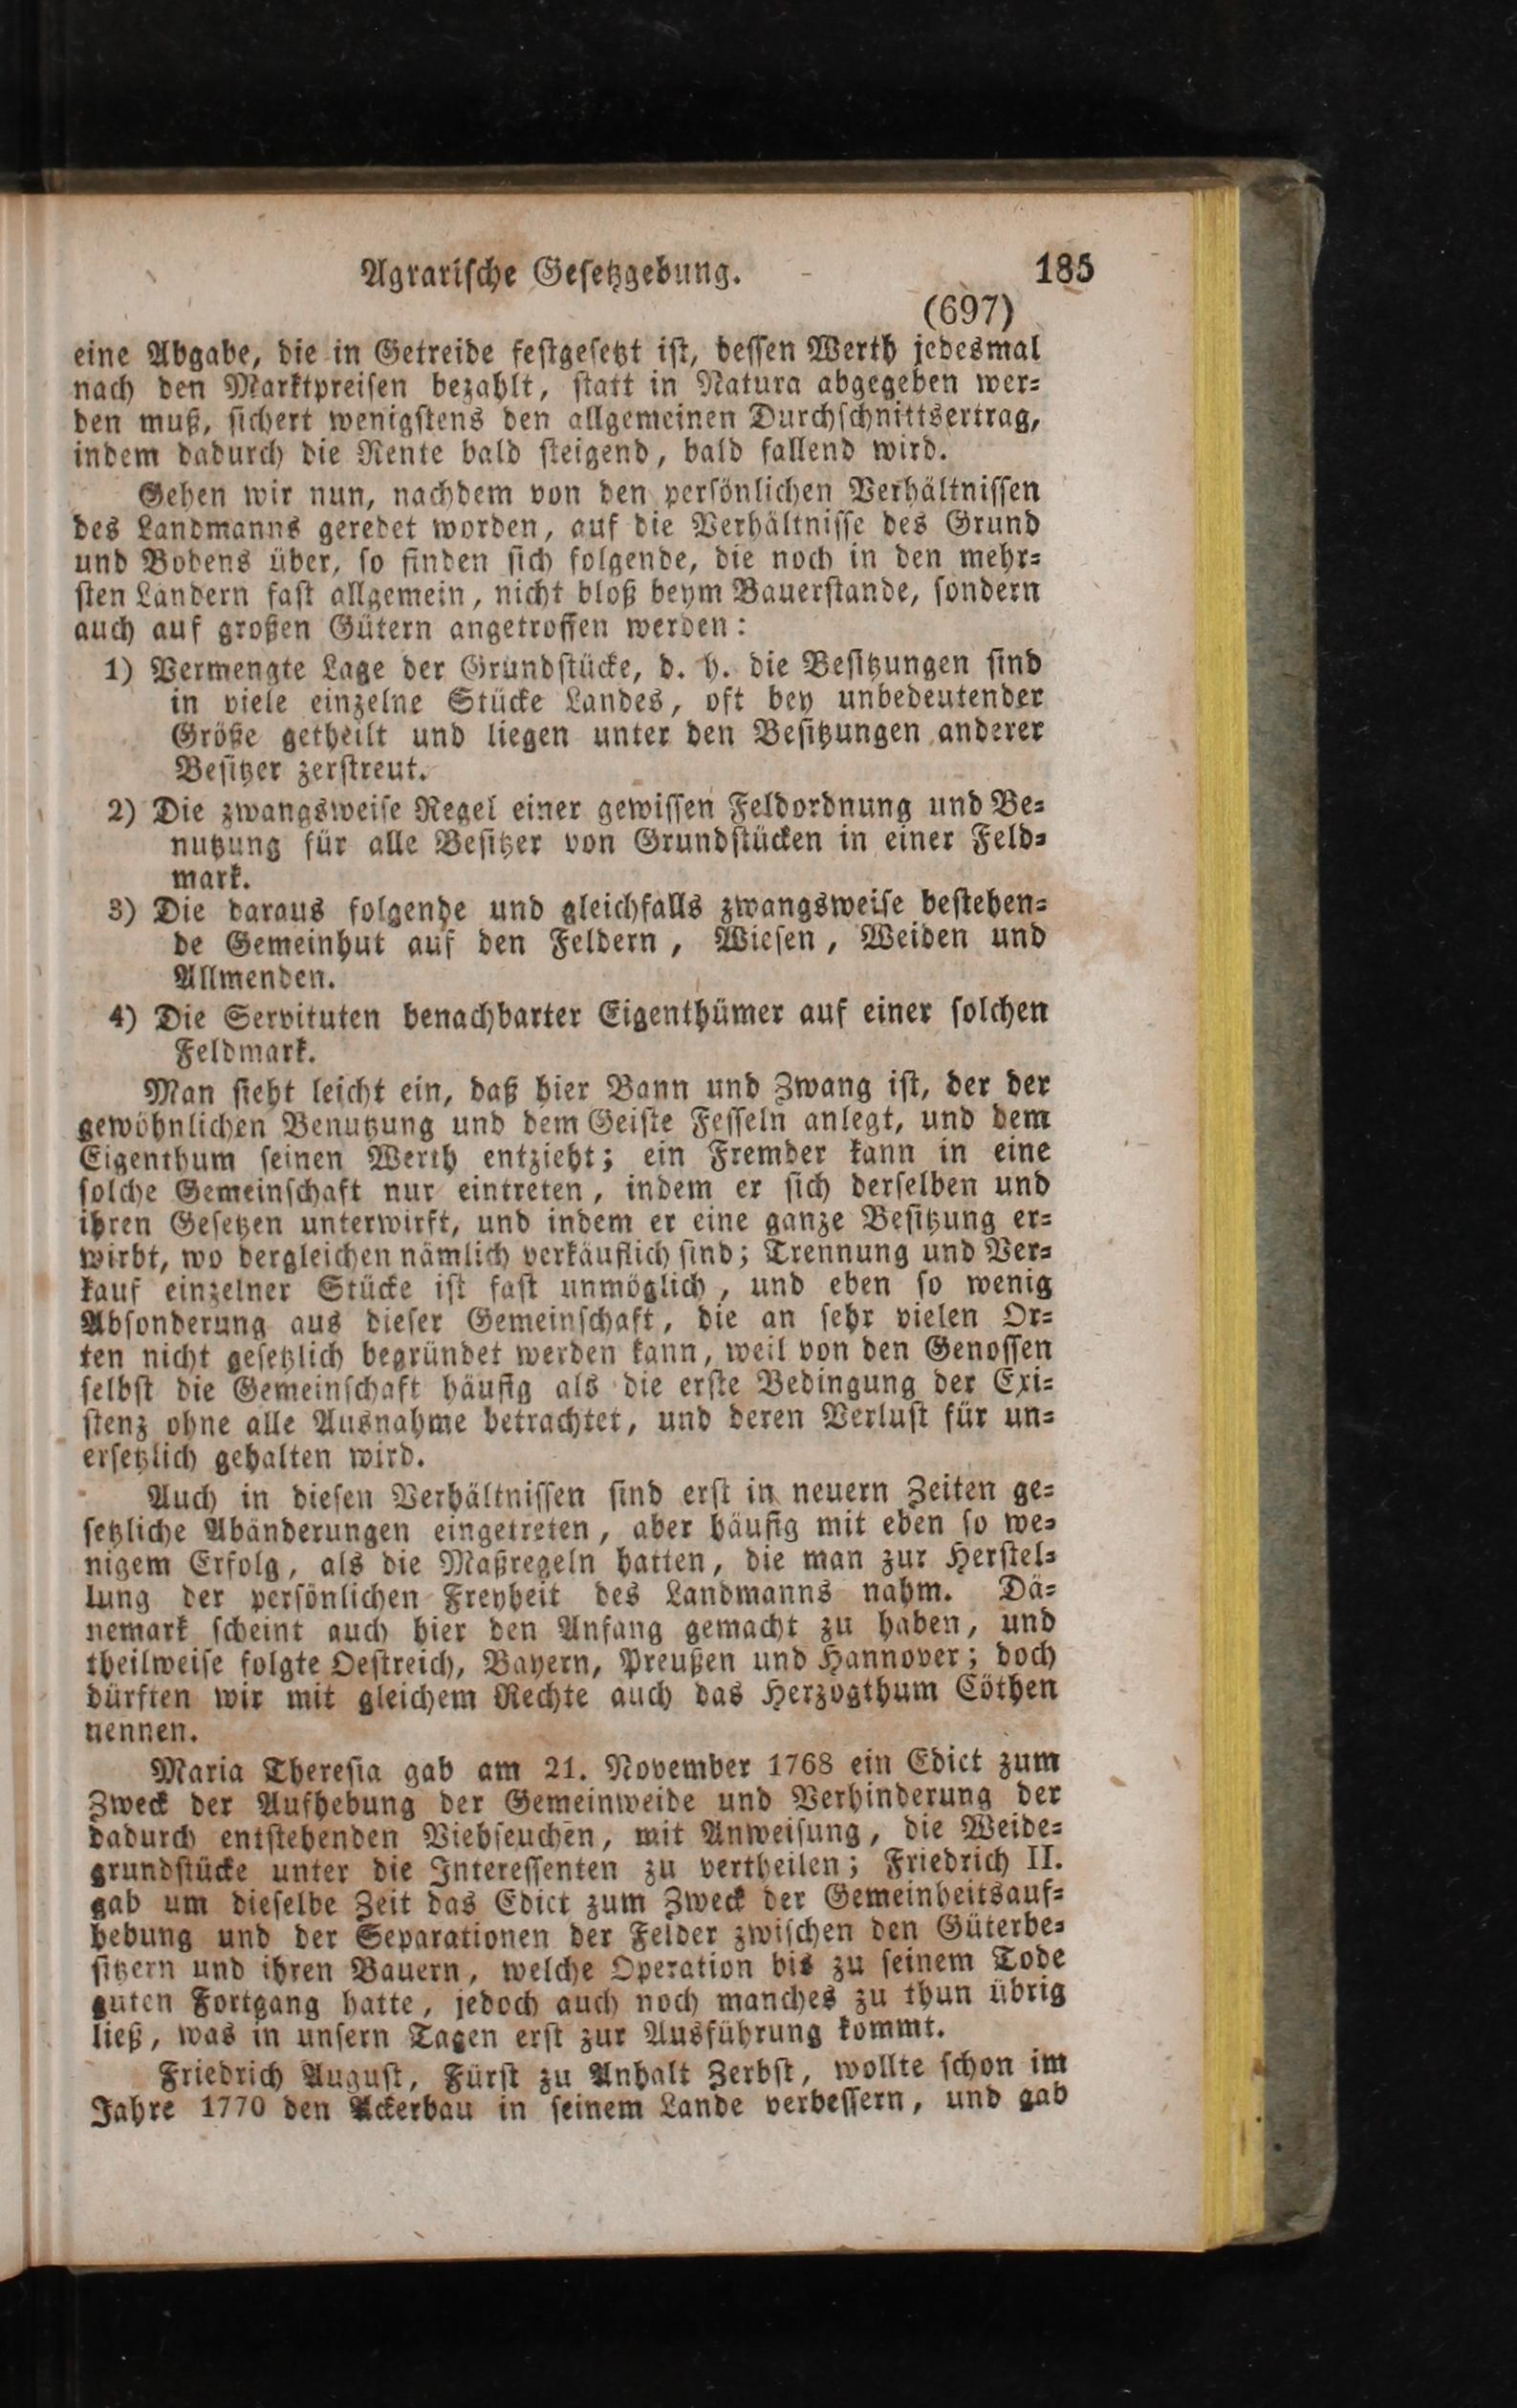 Agrarische Gesetzgebung. 185
(697)
eine Abgabe, die in Getreide festgesetzt ist, dessen Werth jedesmal
nach den Marktpreisen bezahlt, statt in Natura abgegeben wer⸗
den muß, sichert wenigstens den allgemeinen Durchschnittsertrag,
indem dadurch die Rente bald steigend, bald fallend wird.
Gehen wir nun, nachdem von den persönlichen Verhältnissen
des Landmanns geredet worden, auf die Verhältnisse des Grund
und Bodens über, so finden sich folgende, die noch in den mehr⸗
sten Ländern fast allgemein, nicht bloß beym Bauerstande, sondern
auch auf großen Gütern angetroffen werden:
1) Vermengte Lage der Grundstücke, d. h. die Besitzungen sind
in viele einzelne Stücke Landes, oft bey unbedeutender
Größe getheilt und liegen unter den Besitzungen anderer
Besitzer zerstreut.
2) Die zwangsweise Regel einer gewissen Feldordnung und Be⸗
nutzung für alle Besitzer von Grundstücken in einer Feld⸗
mark.
3) Die daraus folgende und gleichfalls zwangsweise bestehen⸗
de Gemeinhut auf den Feldern, Wiesen, Weiden und
Allmenden.
4) Die Servituten benachbarter Eigenthümer auf einer solchen
Feldmark.
Man sieht leicht ein, daß hier Bann und Zwang ist, der der
gewöhnlichen Benutzung und dem Geiste Fesseln anlegt, und dem
Eigenthum seinen Werth entzieht; ein Fremder kann in eine
solche Gemeinschaft nur eintreten, indem er sich derselben und
ihren Gesetzen unterwirft, und indem er eine ganze Besitzung er⸗
wirbt, wo dergleichen nämlich verkäuflich sind; Trennung und Ver⸗
kauf einzelner Stücke ist fast unmöglich, und eben so wenig
Absonderung aus dieser Gemeinschaft, die an sehr vielen Or⸗
ten nicht gesetzlich begründet werden kann, weil von den Genossen
selbst die Gemeinschaft häufig als die erste Bedingung der Exi⸗
stenz ohne alle Ausnahme betrachtet, und deren Verlust für un⸗
ersetzlich gehalten wird.
Auch in diesen Verhältnissen sind erst in neuern Zeiten ge⸗
setzliche Abänderungen eingetreten, aber häufig mit eben so we⸗
nigem Erfolg, als die Maßregeln hatten, die man zur Herstel⸗
lung der persönlichen Freyheit des Landmanns nahm. Dä⸗
nemark scheint auch hier den Anfang gemacht zu haben, und
theilweise folgte Oestreich, Bayern, Preußen und Hannover; doch
dürften wir mit gleichem Rechte auch das Herzogthum Cöthen
nennen.
Maria Theresia gab am 21. November 1768 ein Edict zum
Zweck der Aufhebung der Gemeinweide und Verhinderung der
dadurch entstehenden Viehseuchen, mit Anweisung, die Weide⸗
grundstücke unter die Interessenten zu vertheilen; Friedrich II.
gab um dieselbe Zeit das Edict zum Zweck der Gemeinheitsauf⸗
hebung und der Separationen der Felder zwischen den Güterbe⸗
sitzern und ihren Bauern, welche Operation bis zu seinem Tode
guten Fortgang hatte, jedoch auch noch manches zu thun übrig
ließ, was in unsern Tagen erst zur Ausführung kommt.
Friedrich August, Fürst zu Anhalt Zerbst, wollte schon im
Jahre 1770 den Ackerbau in seinem Lande verbessern, und gab